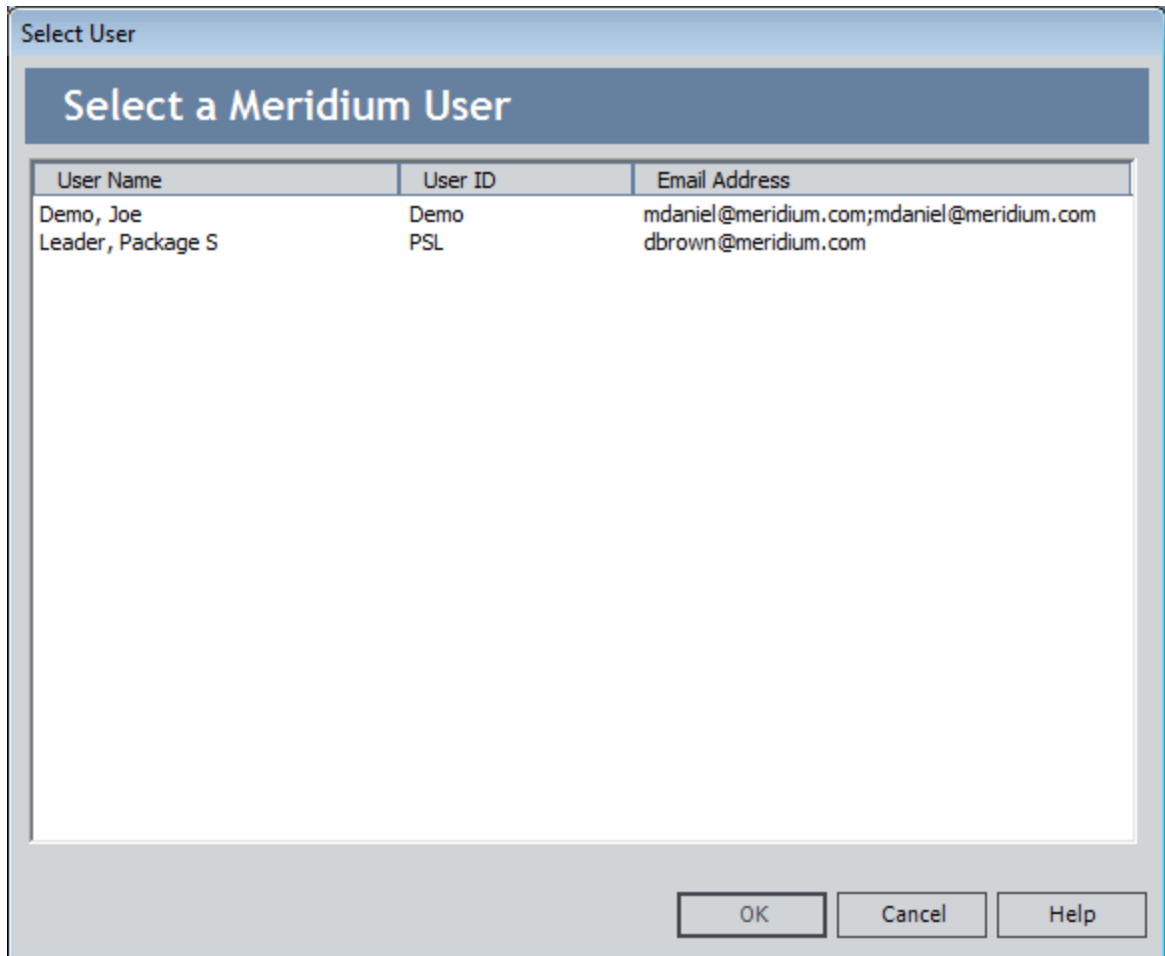 Select User
Select a Meridium User
User Name User ID Email Address
Demo, Joe Demo mdaniel@meridium.com;mdaniel@meridium.com
Leader, Package S PSL dbrown@meridium.com
OK Cancel Help